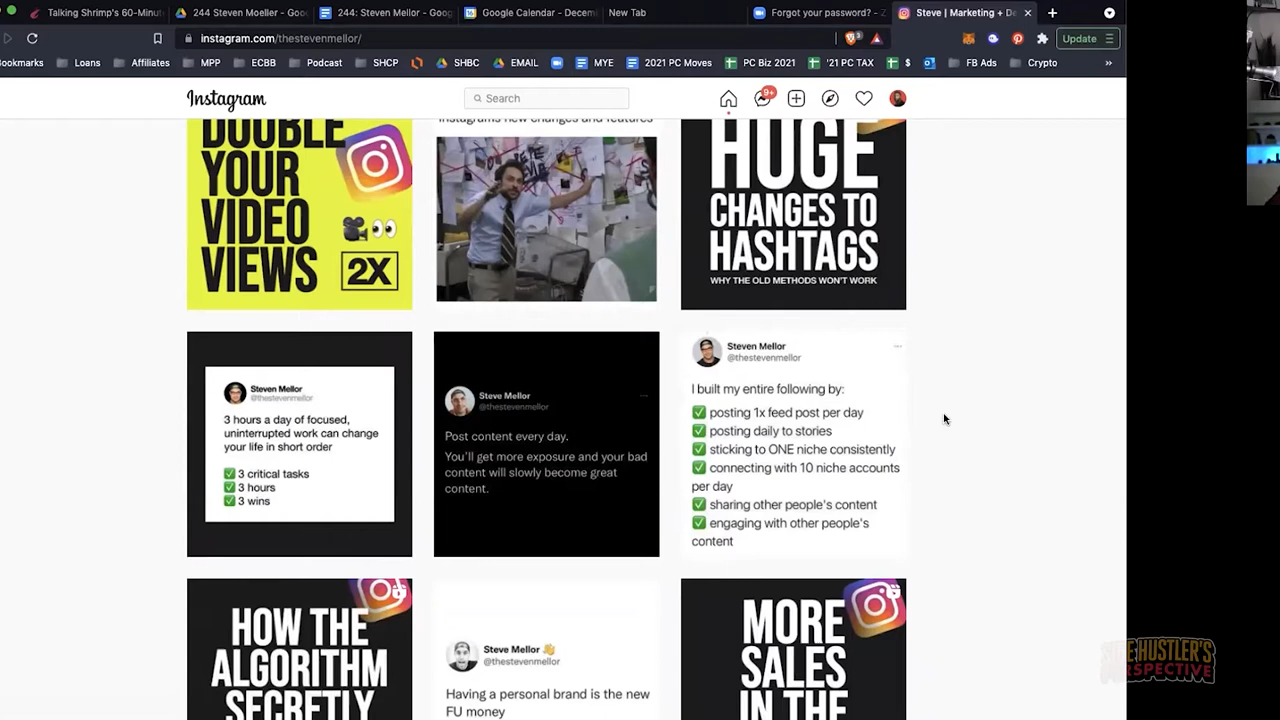 Talking Shrimp's 60-Minut
244 Steven Moeller - Goo
244: Steven Mellor - Goog
Google Calendar - Decem
New Tab
Forgot your password? - Z
Steve | Marketing + De
instagram.com/thestevenmellor/
3
Update
ookmarks
Loans
Affiliates
MPP
ECBB
Podcast
SHCP
SHBC
EMAIL
MYE
2021 PC Moves
PC Biz 2021
'21 PC TAX
$
FB Ads
Crypto
»
Instagram
Search
9+
DOUBLE
YOUR
VIDEO
VIEWS
2X
Instagrams new changes and features
HUGE
CHANGES TO
HASHTAGS
WHY THE OLD METHODS WON'T WORK
Steven Mellor
@thestevenmellor
3 hours a day of focused,
uninterrupted work can change
your life in short order
3 critical tasks
3 hours
3 wins
Steve Mellor
@thestevenmellor
Post content every day.
You'll get more exposure and your bad
content will slowly become great
content.
Steven Mellor
@thestevenmellor
I built my entire following by:
posting 1x feed post per day
posting daily to stories
sticking to ONE niche consistently
connecting with 10 niche accounts
per day
sharing other people's content
engaging with other people's
content
HOW THE
ALGORITHM
SECRETLY
Steve Mellor
@thestevenmellor
Having a personal brand is the new
FU money
MORE
SALES
IN THE
SIDE HUSTLER'S
PERSPECTIVE